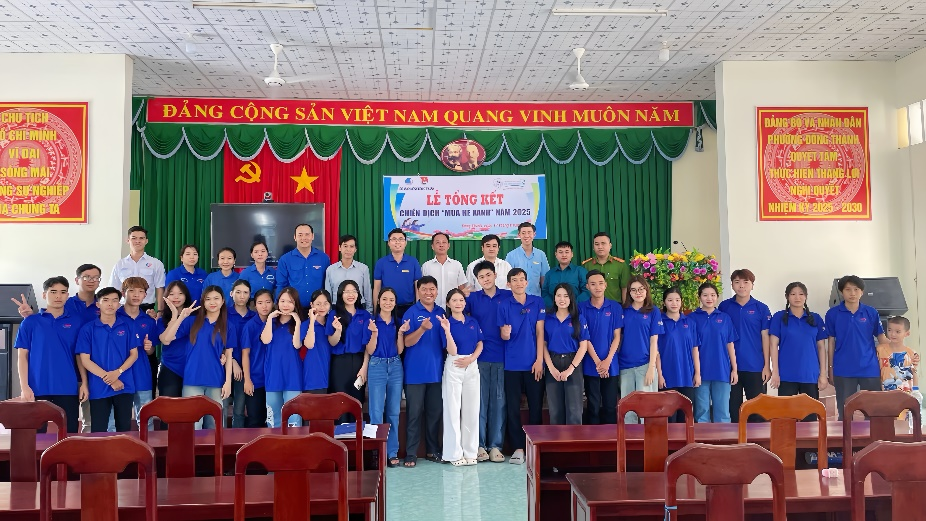 ĐẢNG CỘNG SẢN VIỆT NAM QUANG VINH MUÔN NĂM
CHỦ TỊCH
HỒ CHÍ MINH
VĨ ĐẠI
SỐNG MÃI
SỰ NGHIỆP
CHÚNG TA
LỄ TỔNG KẾT
CHIẾN DỊCH "MÙA HÈ XANH" NĂM 2025
ĐẢNG BỘ VÀ NHÂN DÂN
PHƯỜNG ĐÔNG THÀNH
QUYẾT TÂM
THỰC HIỆN THẮNG LỢI
NGHỊ QUYẾT
NHIỆM KỲ 2025 - 2030